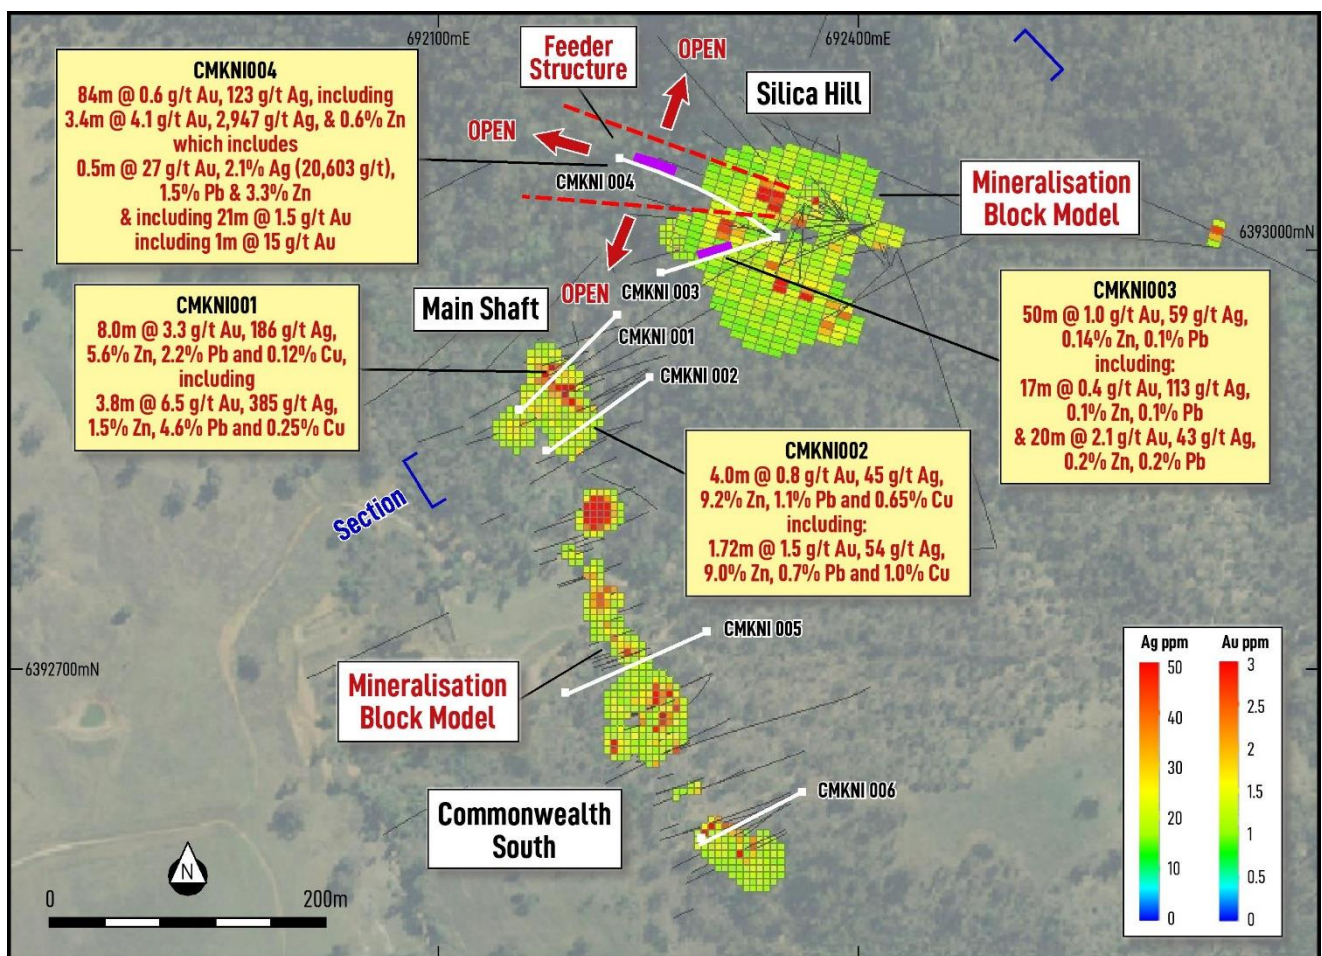 692100mE
692400mE
CMKNI004
84m @ 0.6 g/t Au, 123 g/t Ag, including
3.4m @ 4.1 g/t Au, 2,947 g/t Ag, & 0.6% Zn
which includes
0.5m @ 27 g/t Au, 2.1% Ag (20,603 g/t),
1.5% Pb & 3.3% Zn
& including 21m @ 1.5 g/t Au
including 1m @ 15 g/t Au
Feeder
Structure
OPEN
Silica Hill
OPEN
CMKNI 004
Mineralisation
Block Model
6393000mN
OPEN
CMKNI 003
Main Shaft
CMKNI 001
CMKNI 002
CMKNI001
8.0m @ 3.3 g/t Au, 186 g/t Ag,
5.6% Zn, 2.2% Pb and 0.12% Cu,
including
3.8m @ 6.5 g/t Au, 385 g/t Ag,
1.5% Zn, 4.6% Pb and 0.25% Cu
CMKNI003
50m @ 1.0 g/t Au, 59 g/t Ag,
0.14% Zn, 0.1% Pb
including:
17m @ 0.4 g/t Au, 113 g/t Ag,
0.1% Zn, 0.1% Pb
& 20m @ 2.1 g/t Au, 43 g/t Ag,
0.2% Zn, 0.2% Pb
CMKNI002
4.0m @ 0.8 g/t Au, 45 g/t Ag,
9.2% Zn, 1.1% Pb and 0.65% Cu
including:
1.72m @ 1.5 g/t Au, 54 g/t Ag,
9.0% Zn, 0.7% Pb and 1.0% Cu
Section
CMKNI 005
6392700mN
Mineralisation
Block Model
Commonwealth
South
CMKNI 006
Ag ppm
50
40
30
20
10
0
Au ppm
3
2.5
2
1.5
1
0.5
0
N
0
200m